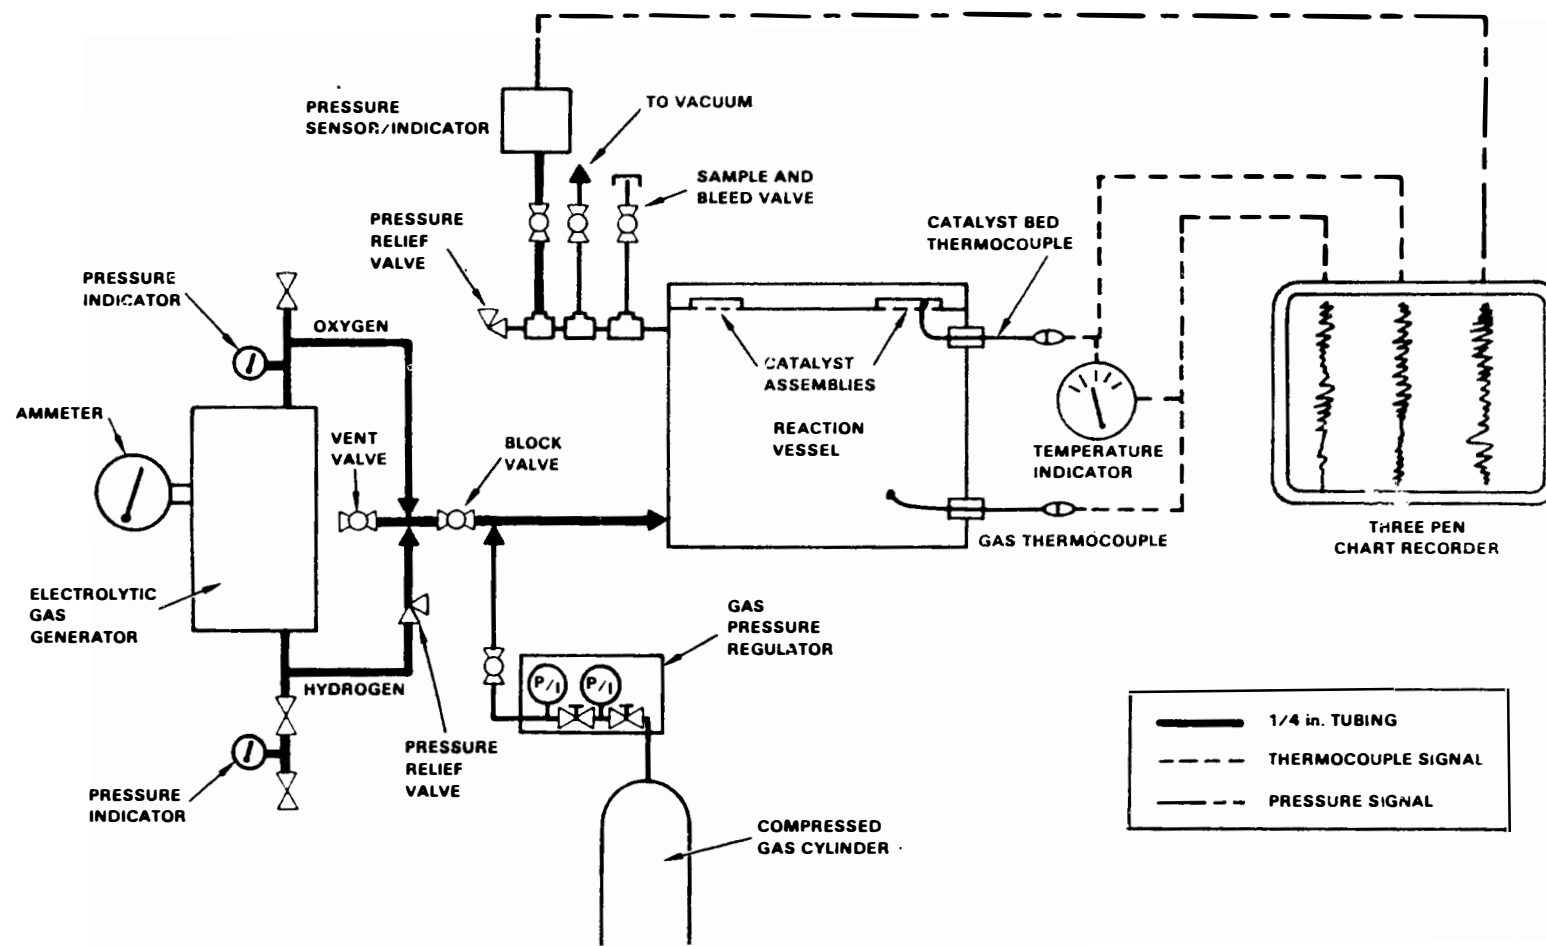 PRESSURE
SENSOR/INDICATOR
TO VACUUM
SAMPLE AND
BLEED VALVE
PRESSURE
RELIEF
VALVE
CATALYST BED
THERMOCOUPLE
PRESSURE
INDICATOR
OXYGEN
CATALYST
ASSEMBLIES
AMMETER
VENT
VALVE
BLOCK
VALVE
REACTION
VESSEL
TEMPERATURE
INDICATOR
GAS THERMOCOUPLE
THREE PEN
CHART RECORDER
ELECTROLYTIC
GAS
GENERATOR
GAS
PRESSURE
REGULATOR
HYDROGEN
P/I
P/I
PRESSURE
RELIEF
VALVE
PRESSURE
INDICATOR
COMPRESSED
GAS CYLINDER
1/4 in. TUBING
THERMOCOUPLE SIGNAL
PRESSURE SIGNAL